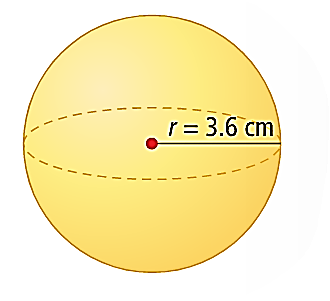 r = 3.6 cm